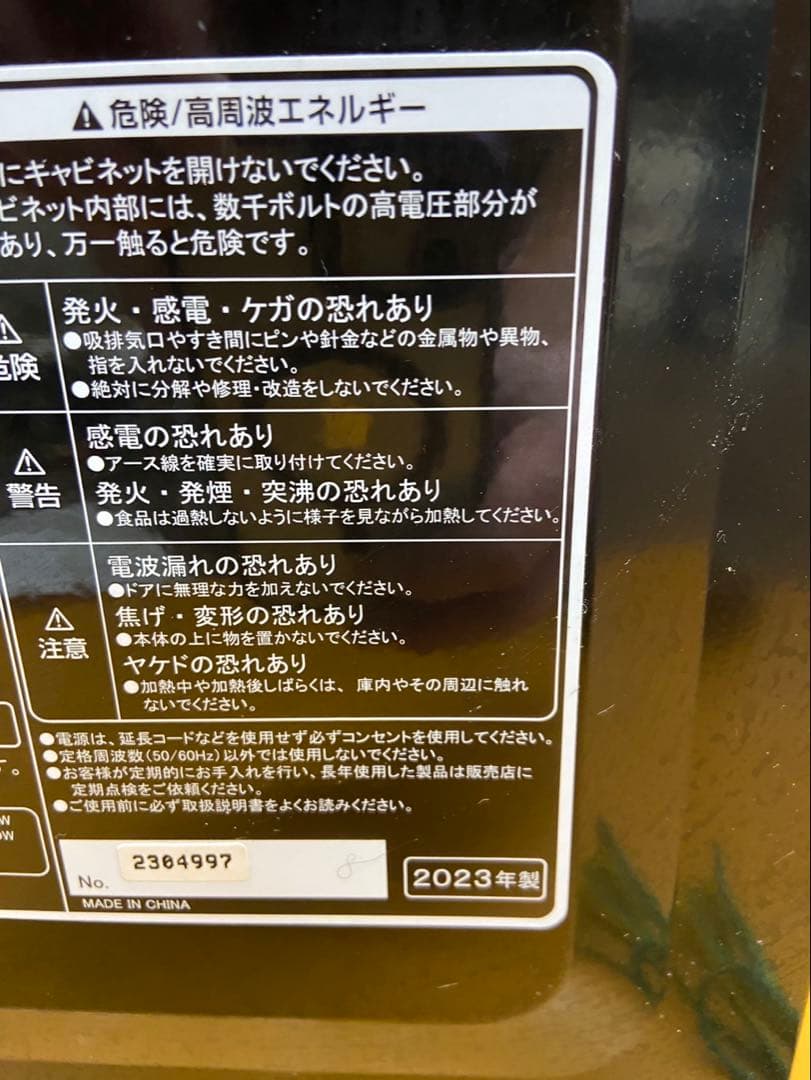 ⚠危険/高周波エネルギー
にギャビネットを開けないでください。
ビネット内部には、数千ボルトの高電圧部分が
あり、万一触ると危険です。
発火・感電・ケガの恐れあり
●吸排気口やすき間にピンや針金などの金属物や異物、
指を入れないでください。
●絶対に分解や修理・改造をしないでください。
危険
感電の恐れあり
●アース線を確実に取り付けてください。
発火・発煙・突沸の恐れあり
●食品は過熱しないように様子を見ながら加熱してください。
⚠
警告
電波漏れの恐れあり
●ドアに無理な力を加えないでください。
焦げ・変形の恐れあり
●本体の上に物を置かないでください。
ヤケドの恐れあり
●加熱中や加熱後しばらくは、庫内やその周辺に触れ
ないでください。
⚠
注意
●電源は、延長コードなどを使用せず必ずコンセントを使用してください。
●定格周波数(50/60Hz)以外では使用しないでください。
●お客様が定期的にお手入れを行い、長年使用した製品は販売店に
定期点検をご依頼ください。
●ご使用前に必ず取扱説明書をよくお読みください。
す。
W
0W
No. 2304997
8
2023年製
MADE IN CHINA